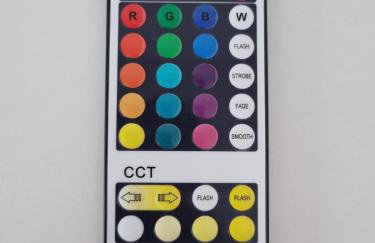 R G B W
FLASH
STROBE
FADE
SMOOTH
CCT
FLASH FLASH